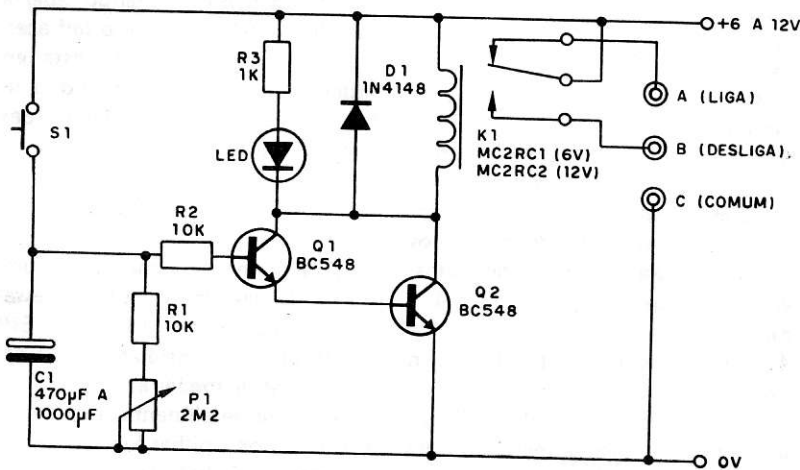 +6 A 12V
R3
1K
D1
1N4148
A (LIGA)
S1
K1
MC2RC1 (6V)
MC2RC2 (12V)
B (DESLIGA).
LED
C (COMUM)
R2
10K
Q1
BC548
Q2
BC548
R1
10K
C1
470µF A
1000µF
P1
2M2
0V